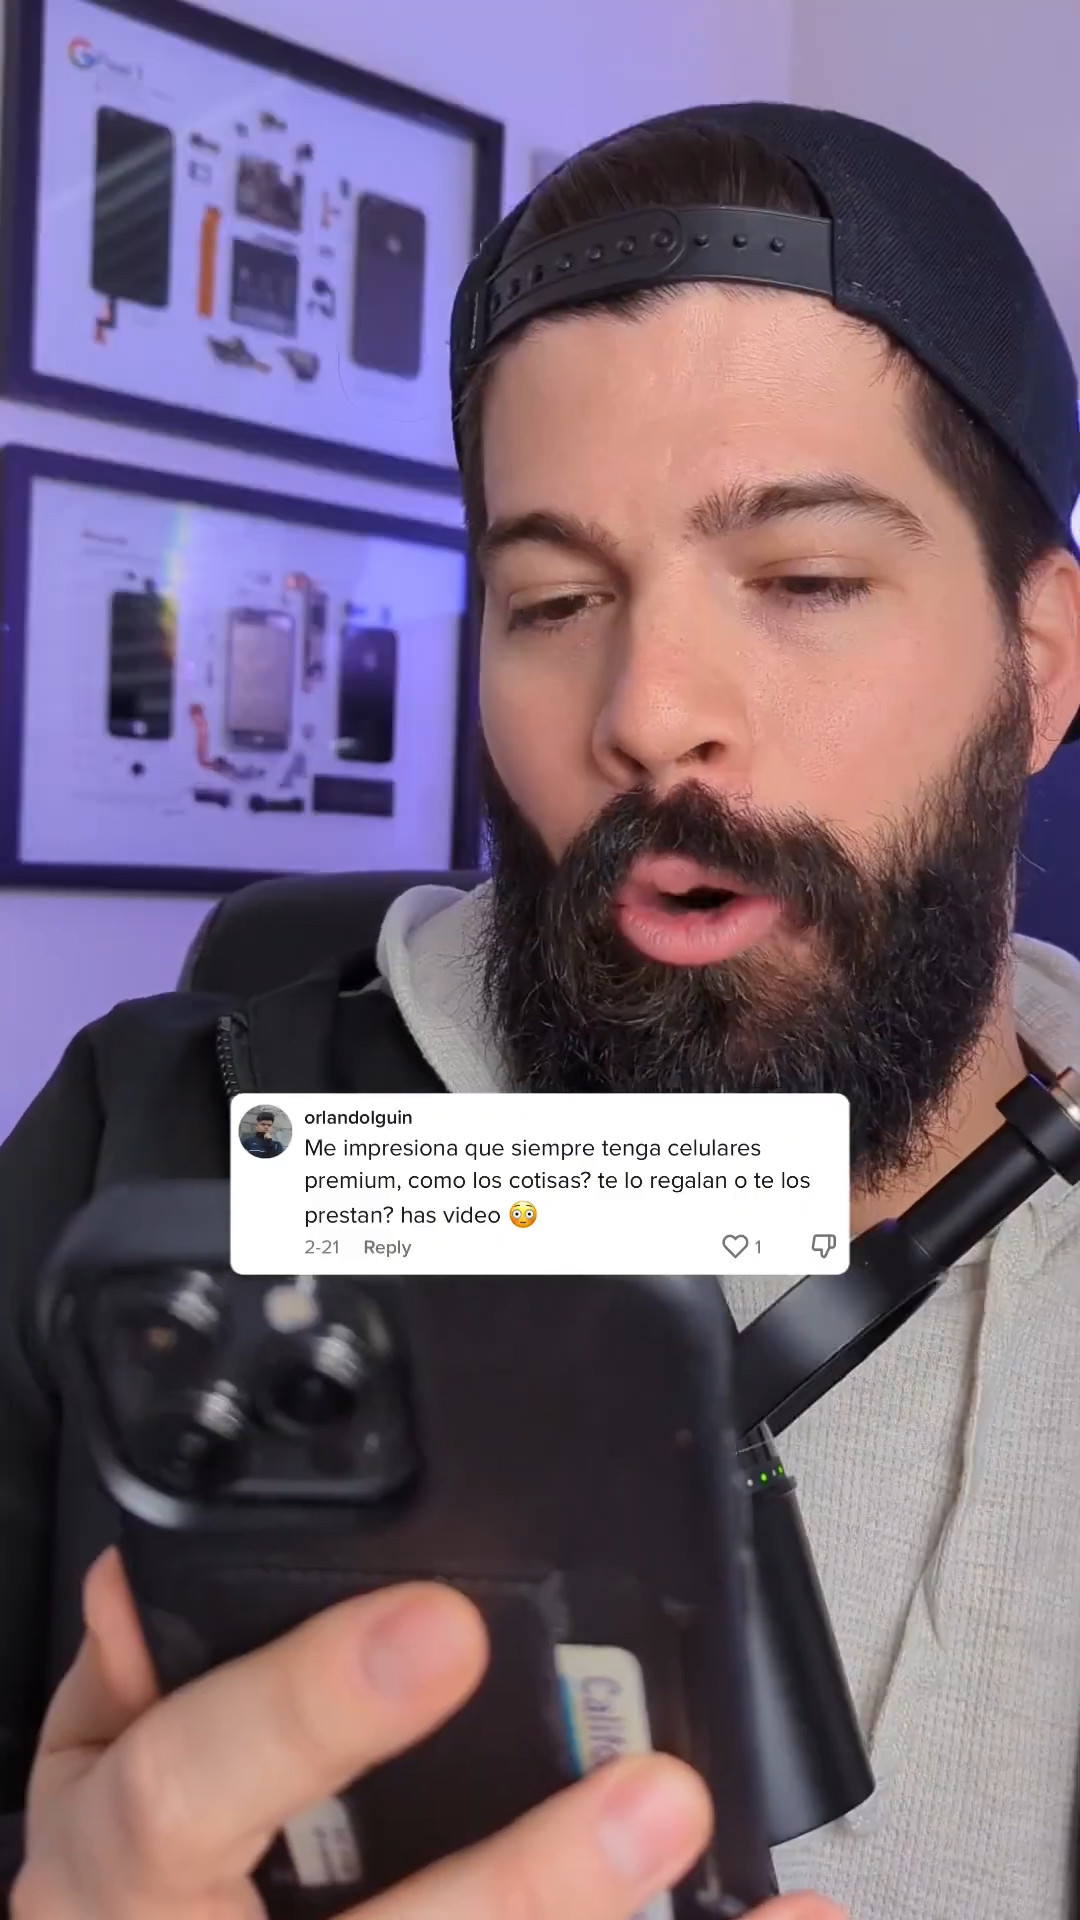 orlandolguin
Me impresiona que siempre tenga celulares
premium, como los cotisas? te lo regalan o te los
prestan? has video 😳
2-21 Reply
1